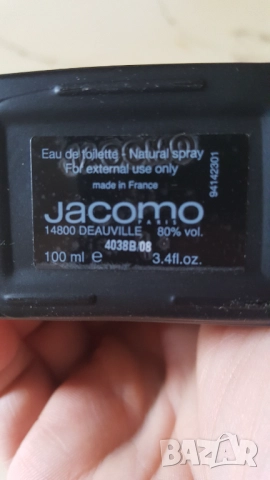 Eau de toilette - Natural spray
For external use only
made in France
Jacomo
PARIS
14800 DEAUVILLE 80% vol.
4038B/08
100 ml e 3.4fl.oz.
94142301
BAZAR